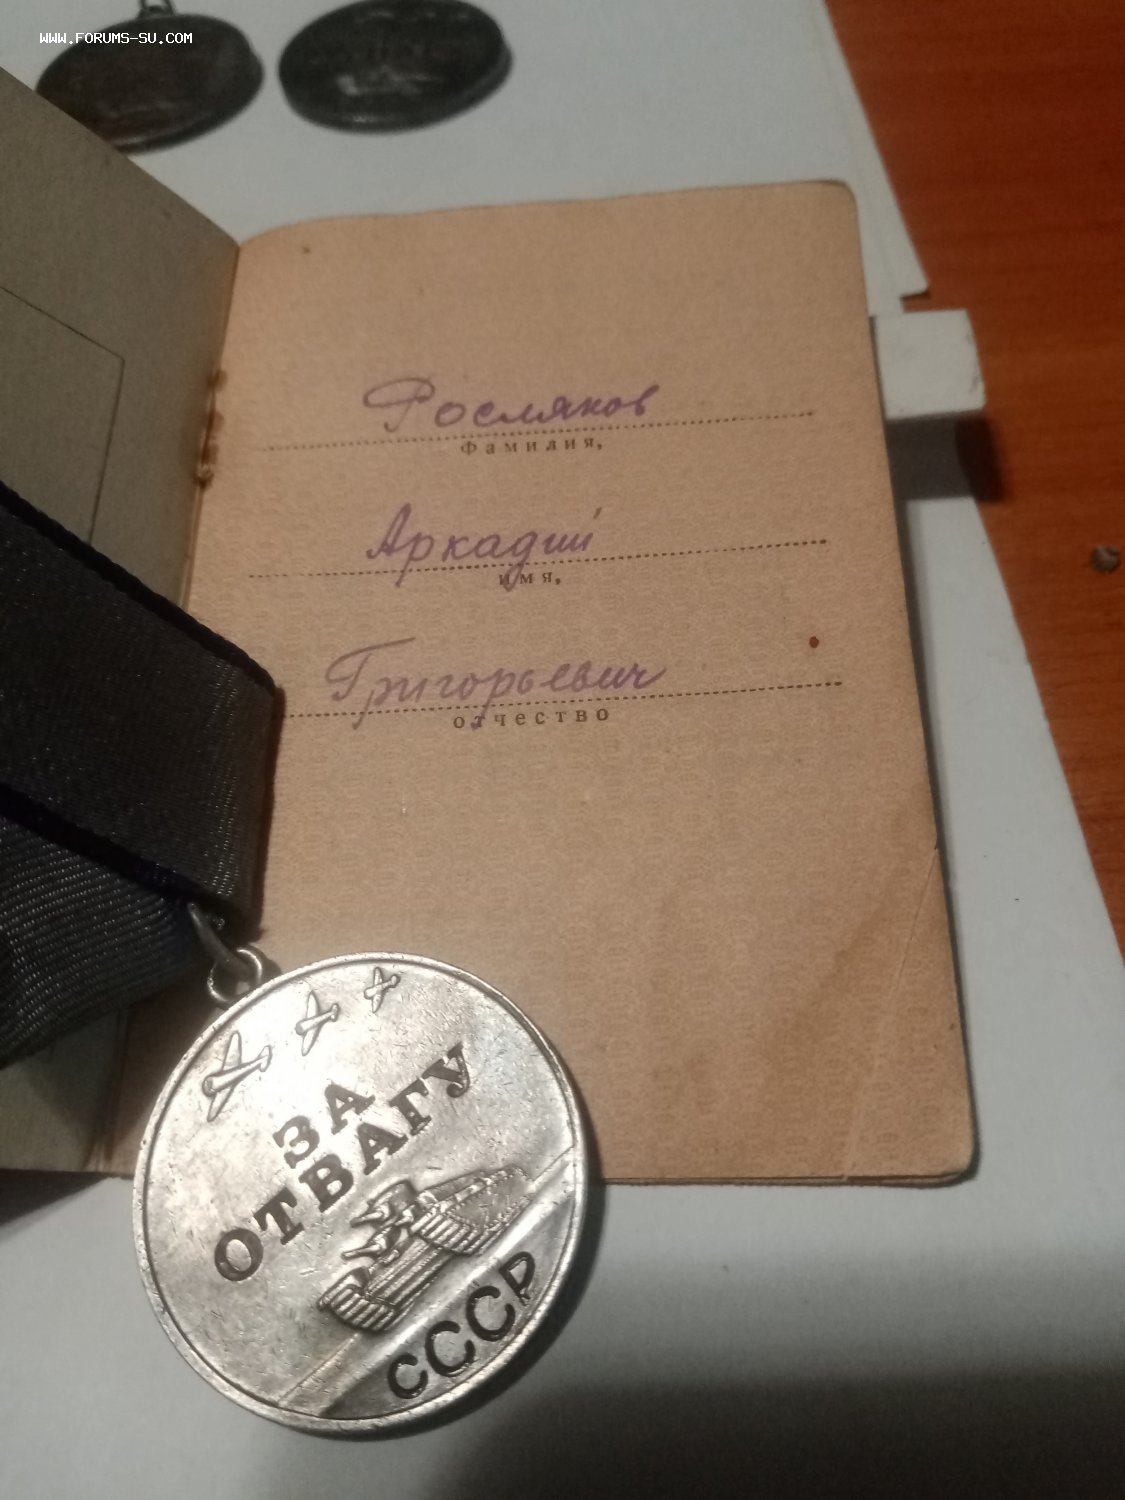 WWW.FORUMS-SU.COM
Росляков
фамилия,
Аркадий
имя,
Григорьевич
отчество
ЗА
ОТВАГУ
СССР